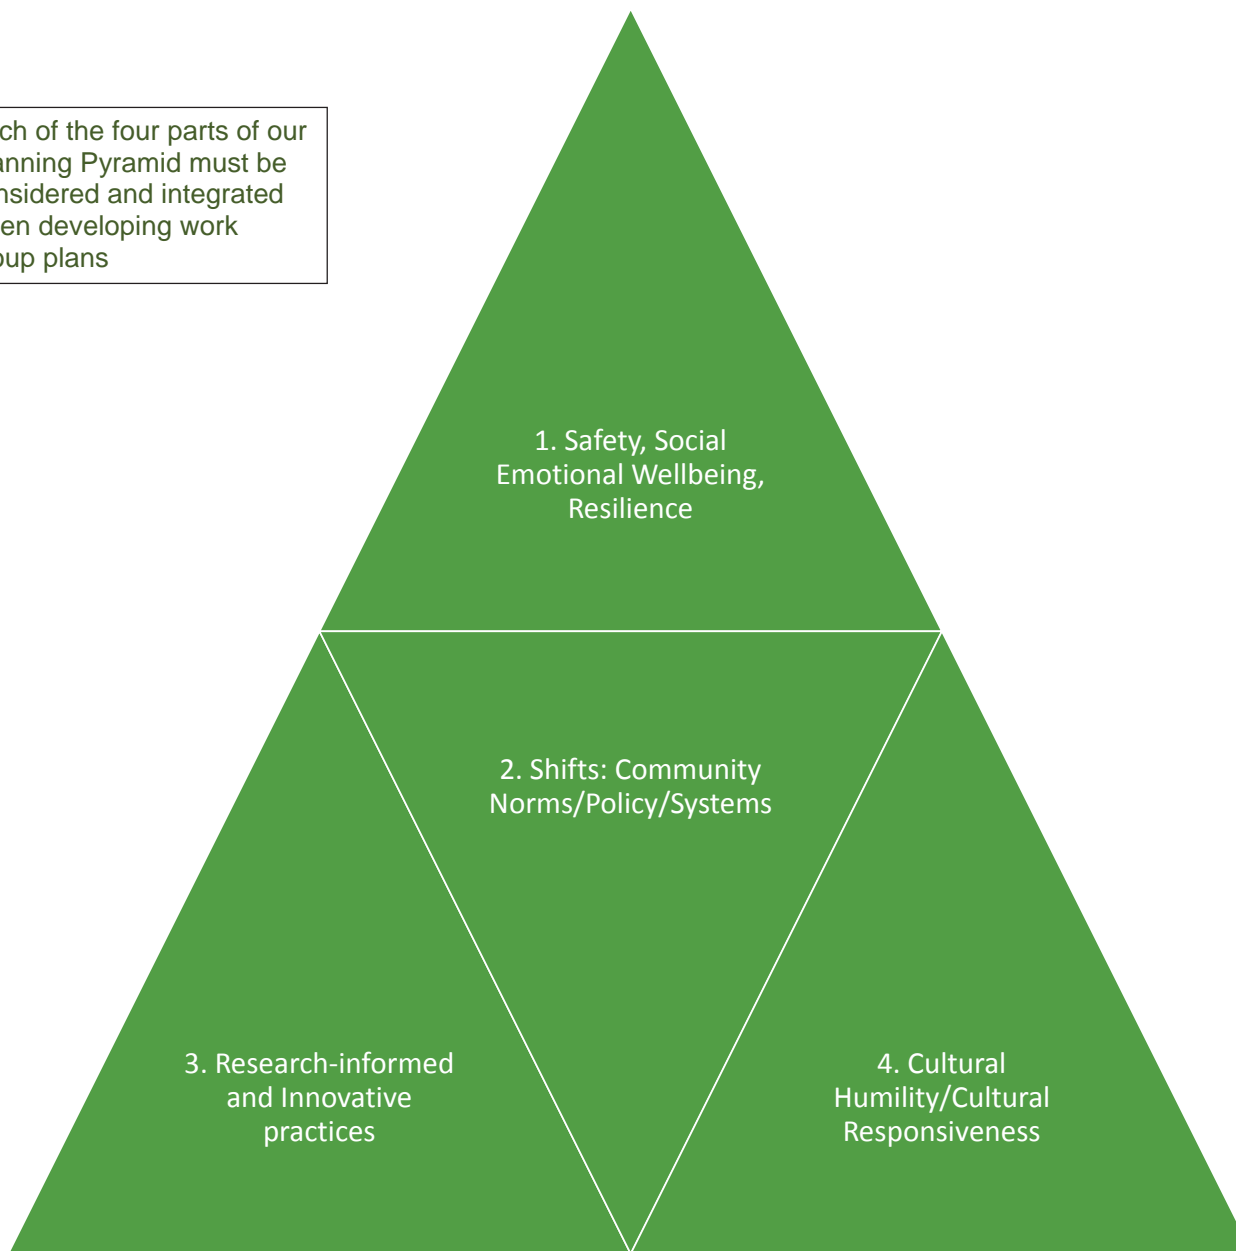 ch of the four parts of our
anning Pyramid must be
nsidered and integrated
en developing work
oup plans
1. Safety, Social
Emotional Wellbeing,
Resilience
2. Shifts: Community
Norms/Policy/Systems
3. Research-informed
and Innovative
practices
4. Cultural
Humility/Cultural
Responsiveness